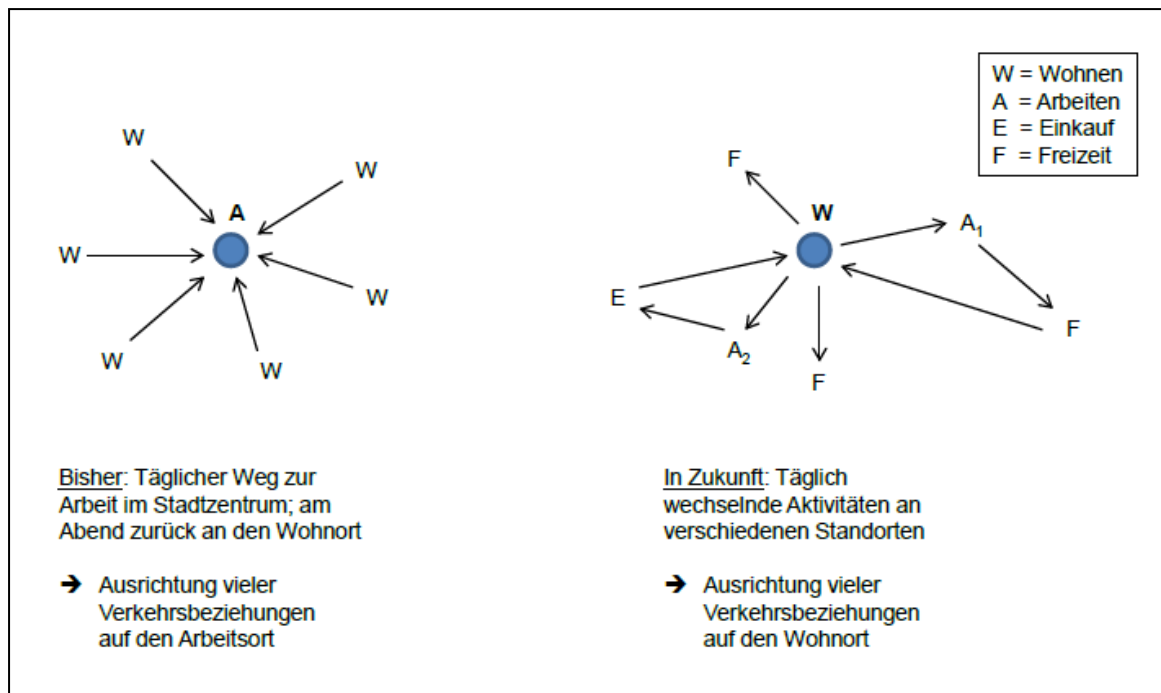 W = Wohnen
A = Arbeiten
E = Einkauf
F = Freizeit
W
W
A
W
W
W
W
F
W
A1
E
F
A2
F
Bisher: Täglicher Weg zur
Arbeit im Stadtzentrum; am
Abend zurück an den Wohnort
➔ Ausrichtung vieler
Verkehrsbeziehungen
auf den Arbeitsort
In Zukunft: Täglich
wechselnde Aktivitäten an
verschiedenen Standorten
➔ Ausrichtung vieler
Verkehrsbeziehungen
auf den Wohnort